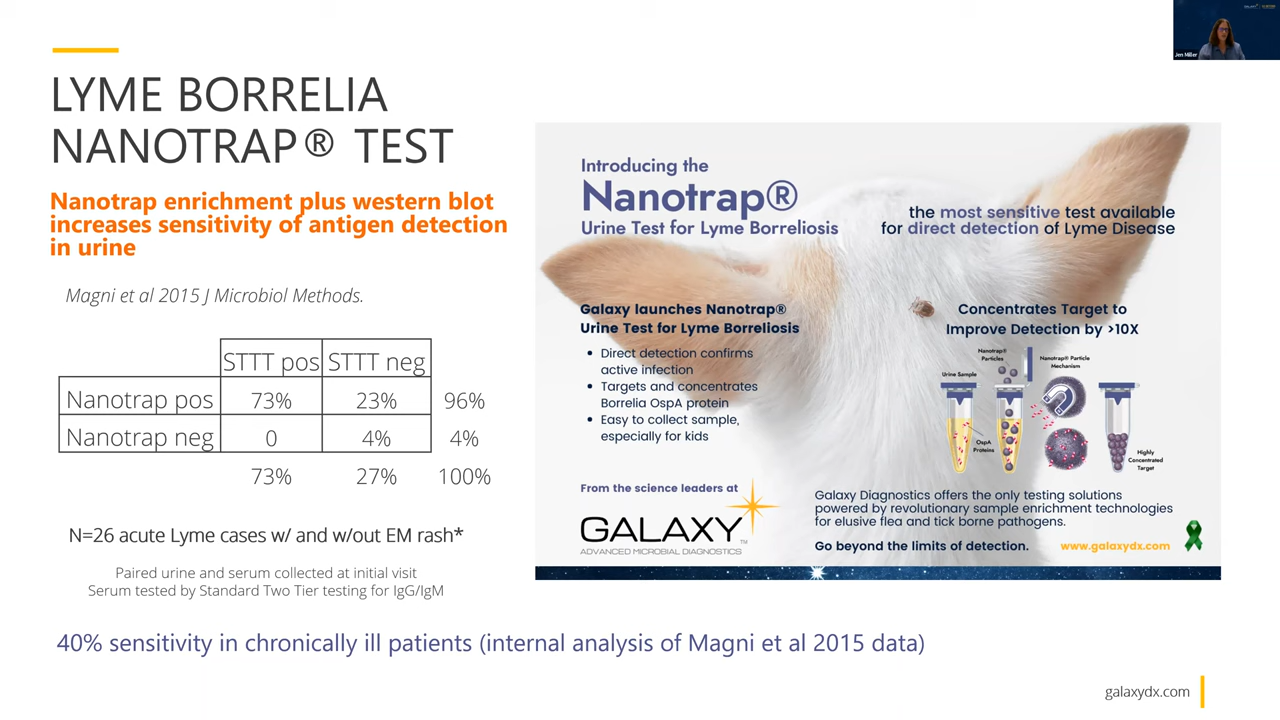 LYME BORRELIA
NANOTRAP® TEST
Nanotrap enrichment plus western blot
increases sensitivity of antigen detection
in urine
Magni et al 2015 J Microbiol Methods.
STTT pos STTT neg
Nanotrap pos 73% 23% 96%
Nanotrap neg 0 4% 4%
73% 27% 100%
N=26 acute Lyme cases w/ and w/out EM rash*
Paired urine and serum collected at initial visit
Serum tested by Standard Two Tier testing for IgG/IgM
40% sensitivity in chronically ill patients (internal analysis of Magni et al 2015 data)
Introducing the
Nanotrap®
Urine Test for Lyme Borreliosis
the most sensitive test available
for direct detection of Lyme Disease
Galaxy launches Nanotrap®
Urine Test for Lyme Borreliosis
• Direct detection confirms
active infection
• Targets and concentrates
Borrelia OspA protein
• Easy to collect sample,
especially for kids
Concentrates Target to
Improve Detection by >10X
Nanotrap®
Particles
Nanotrap® Particle
Mechanism
Urine Sample
OspA
Proteins
Highly
Concentrated
Target
From the science leaders at
GALAXY™
ADVANCED MICROBIAL DIAGNOSTICS
Galaxy Diagnostics offers the only testing solutions
powered by revolutionary sample enrichment technologies
for elusive flea and tick borne pathogens.
Go beyond the limits of detection. www.galaxydx.com
Jen Miller
galaxydx.com